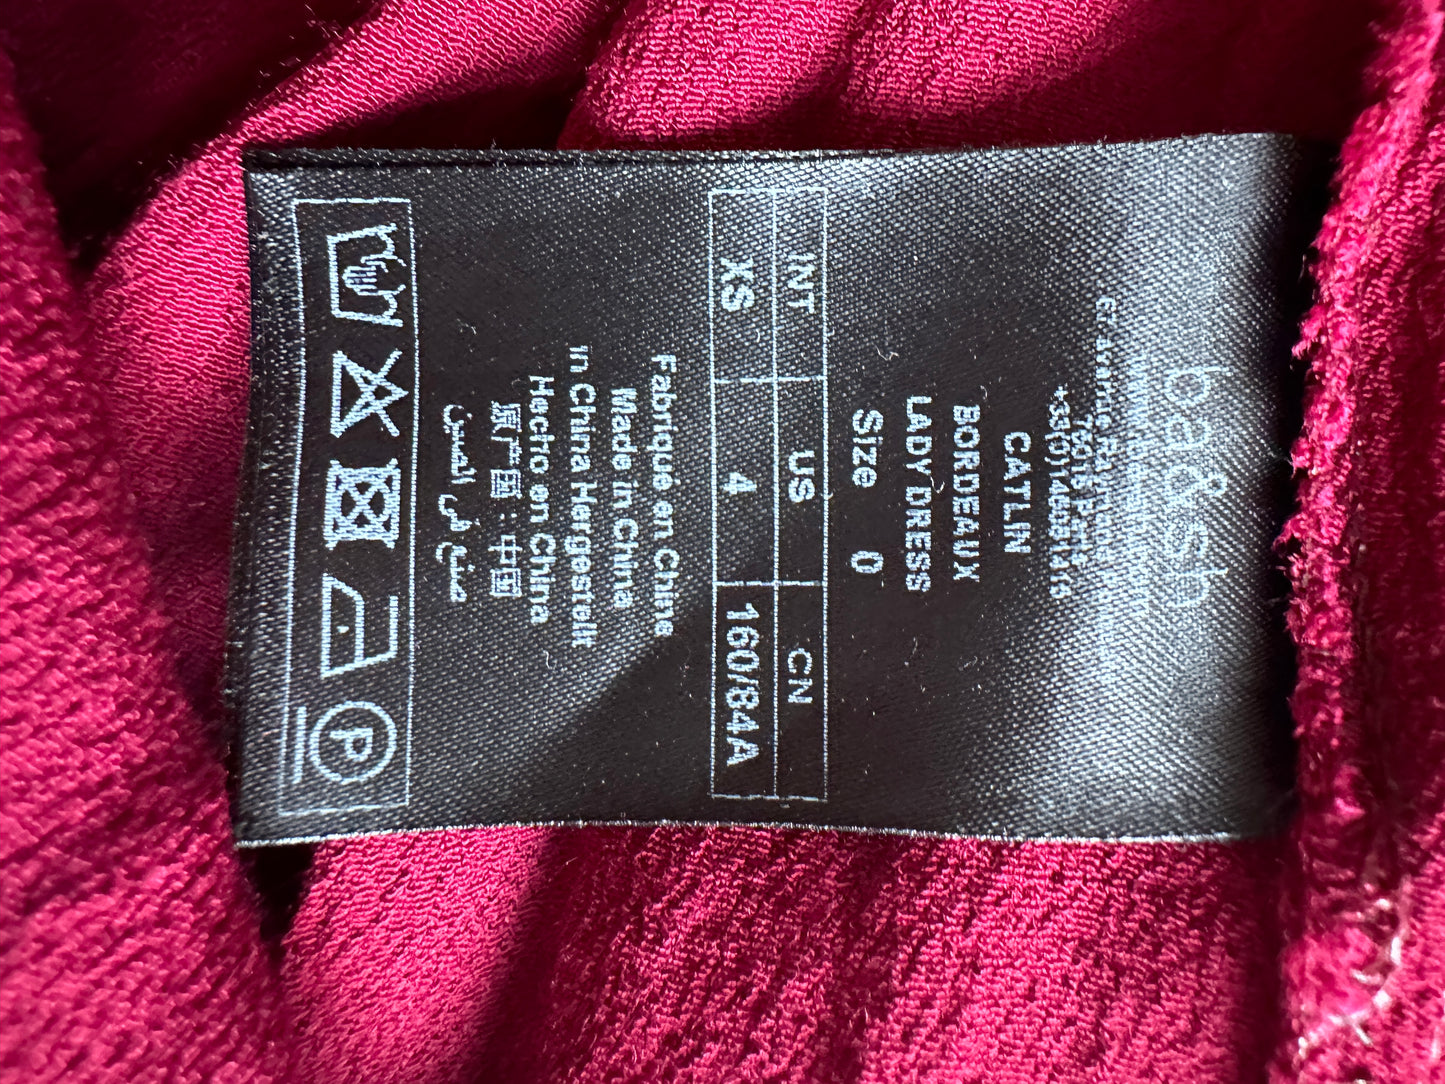 ba&sh
CATLIN
BORDEAUX
LADY DRESS
Size 0
INT US CN
XS 4 160/84A
Fabriqué en Chine
Made in China
in China Hergestellt
Hecho en China
原产国：中国
صنع في الصين
P